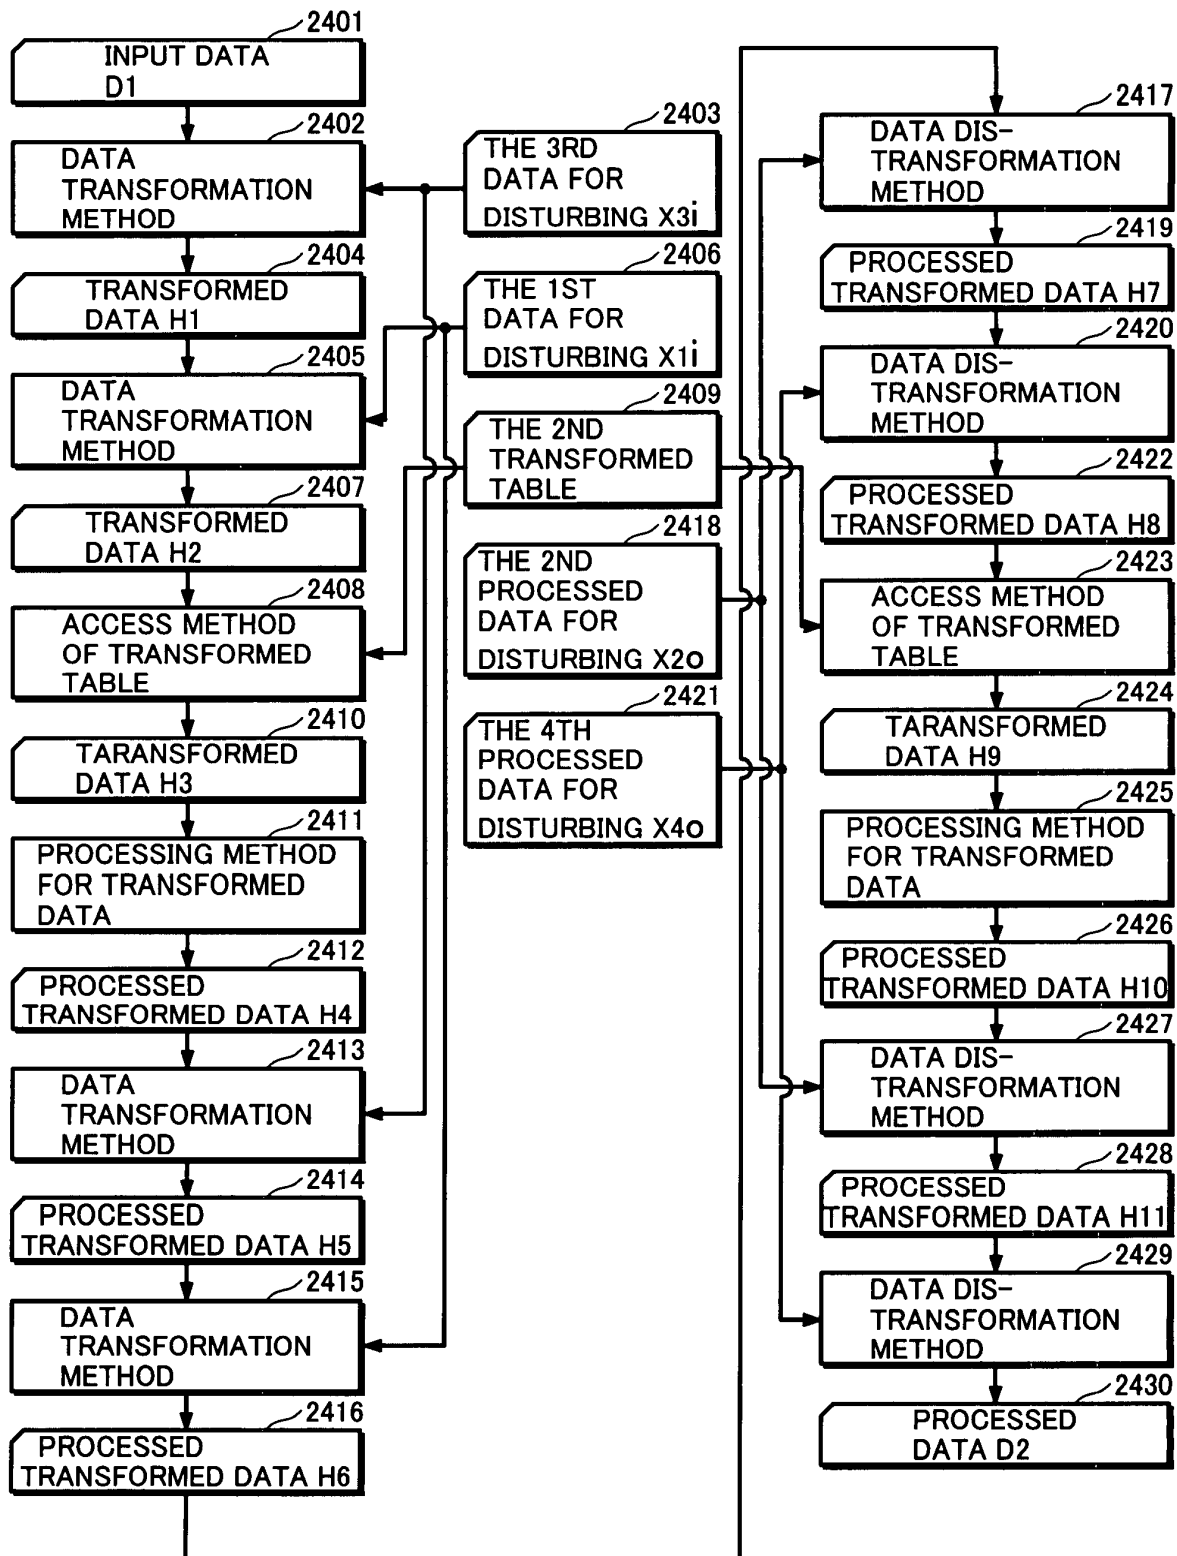 2401
INPUT DATA
D1
2402
DATA
TRANSFORMATION
METHOD
2404
TRANSFORMED
DATA H1
2405
DATA
TRANSFORMATION
METHOD
2407
TRANSFORMED
DATA H2
2408
ACCESS METHOD
OF TRANSFORMED
TABLE
2410
TARANSFORMED
DATA H3
2411
PROCESSING METHOD
FOR TRANSFORMED
DATA
2412
PROCESSED
TRANSFORMED DATA H4
2413
DATA
TRANSFORMATION
METHOD
2414
PROCESSED
TRANSFORMED DATA H5
2415
DATA
TRANSFORMATION
METHOD
2416
PROCESSED
TRANSFORMED DATA H6
2403
THE 3RD
DATA FOR
DISTURBING X3i
2406
THE 1ST
DATA FOR
DISTURBING X1i
2409
THE 2ND
TRANSFORMED
TABLE
2418
THE 2ND
PROCESSED
DATA FOR
DISTURBING X2o
2421
THE 4TH
PROCESSED
DATA FOR
DISTURBING X4o
2417
DATA DIS-
TRANSFORMATION
METHOD
2419
PROCESSED
TRANSFORMED DATA H7
2420
DATA DIS-
TRANSFORMATION
METHOD
2422
PROCESSED
TRANSFORMED DATA H8
2423
ACCESS METHOD
OF TRANSFORMED
TABLE
2424
TARANSFORMED
DATA H9
2425
PROCESSING METHOD
FOR TRANSFORMED
DATA
2426
PROCESSED
TRANSFORMED DATA H10
2427
DATA DIS-
TRANSFORMATION
METHOD
2428
PROCESSED
TRANSFORMED DATA H11
2429
DATA DIS-
TRANSFORMATION
METHOD
2430
PROCESSED
DATA D2